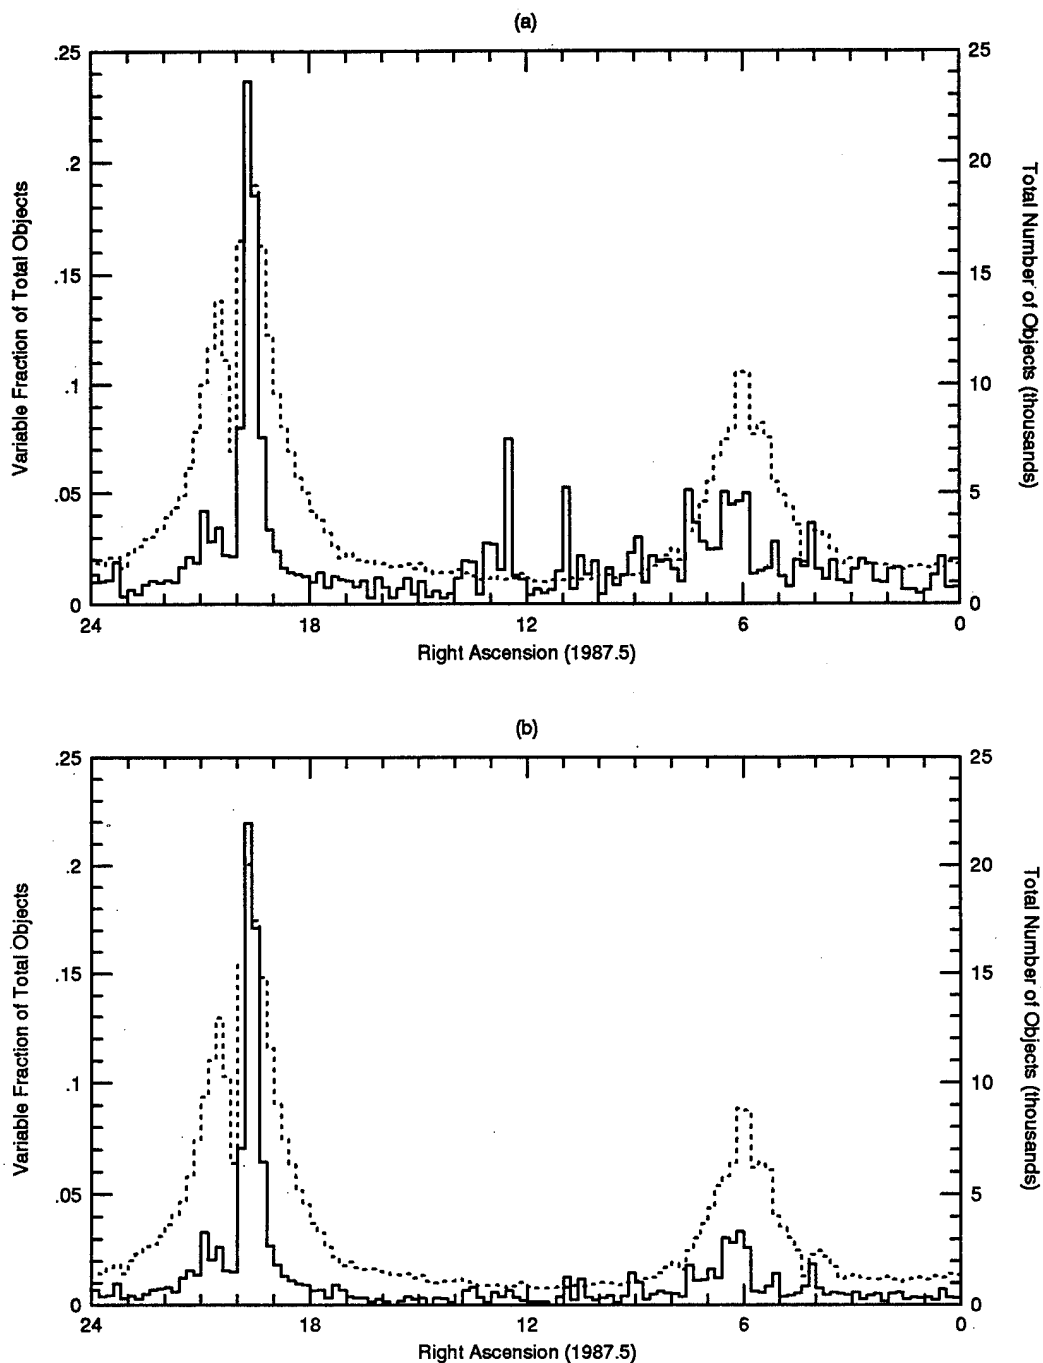 (a)
.25
.2
.15
.1
.05
0
25
20
15
10
5
0
Variable Fraction of Total Objects
Total Number of Objects (thousands)
24 18 12 6 0
Right Ascension (1987.5)
(b)
.25
.2
.15
.1
.05
0
25
20
15
10
5
0
Variable Fraction of Total Objects
Total Number of Objects (thousands)
24 18 12 6 0
Right Ascension (1987.5)